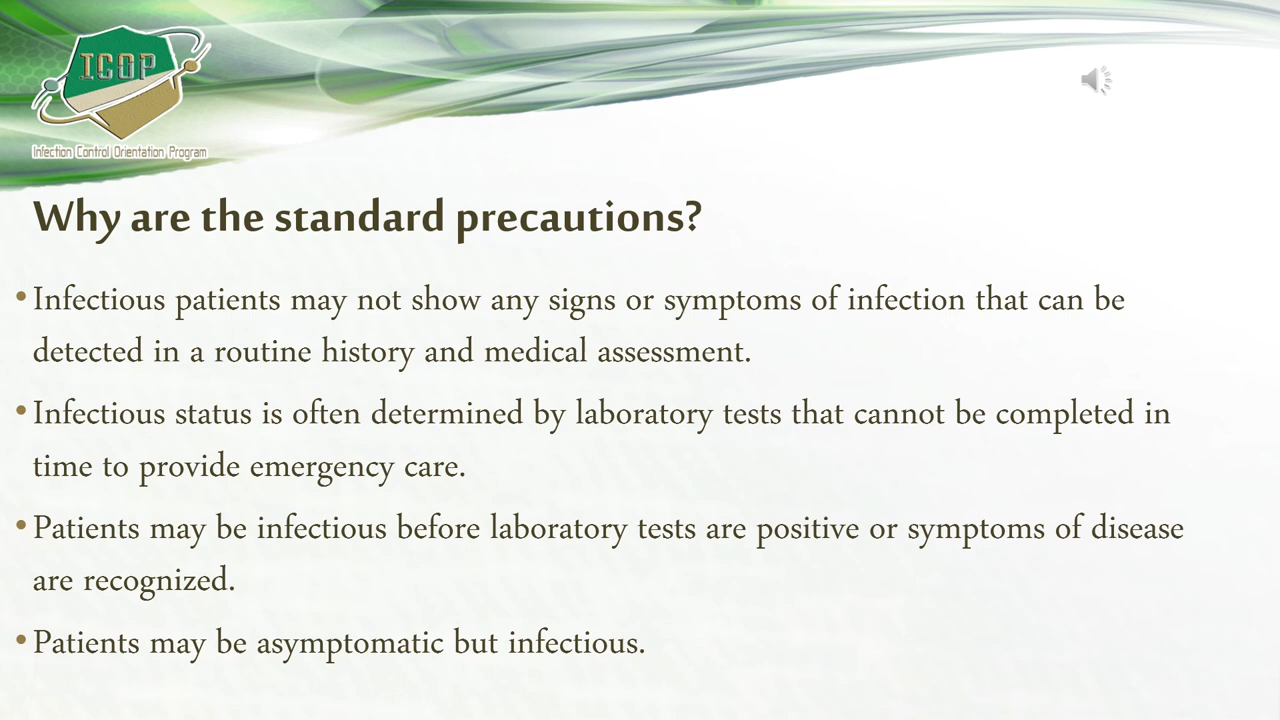 ICOP
Infection Control Orientation Program
Why are the standard precautions?
•Infectious patients may not show any signs or symptoms of infection that can be
detected in a routine history and medical assessment.
•Infectious status is often determined by laboratory tests that cannot be completed in
time to provide emergency care.
•Patients may be infectious before laboratory tests are positive or symptoms of disease
are recognized.
•Patients may be asymptomatic but infectious.